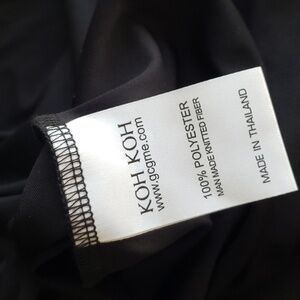 KOH KOH
www.gcgme.com
100% POLYESTER
MAN MADE KNITTED FIBER
MADE IN THAILAND